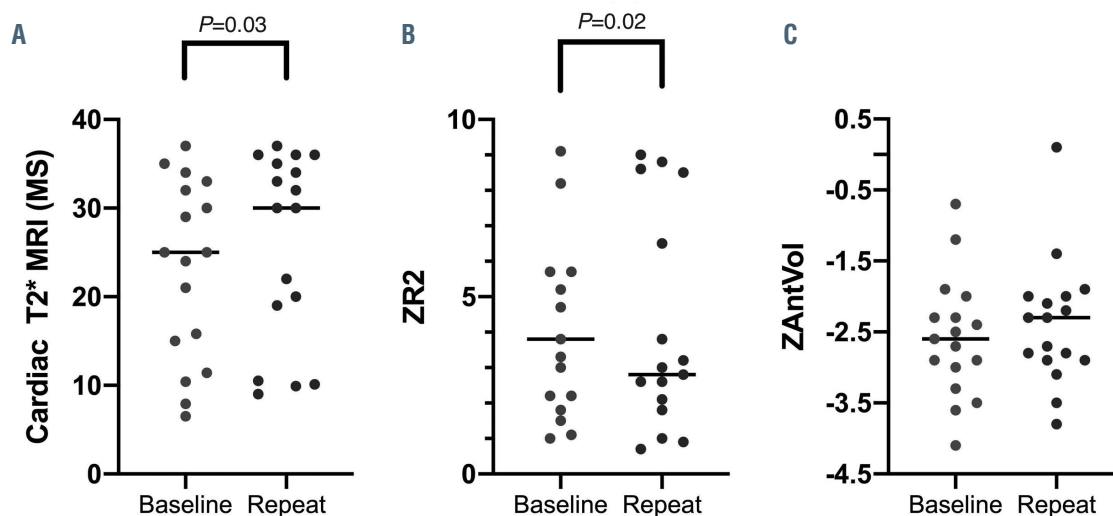 A
P=0.03
Cardiac T2* MRI (MS)
40
30
20
10
0
Baseline Repeat
B
P=0.02
ZR2
10
5
0
Baseline Repeat
C
ZAntVol
0.5
-0.5
-1.5
-2.5
-3.5
-4.5
Baseline Repeat